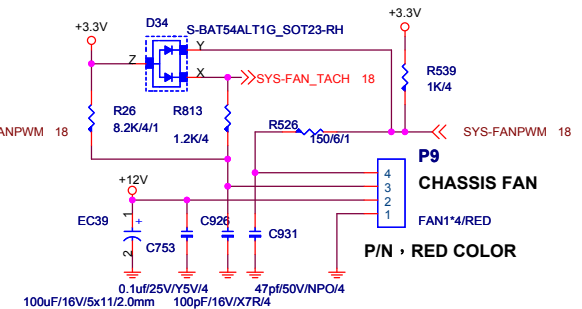 +3.3V
D34
S-BAT54ALT1G_SOT23-RH
+3.3V
Y
Z
X
SYS-FAN_TACH 18
R539
1K/4
R26
8.2K/4/1
R813
1.2K/4
ANPWM 18
R526
150/6/1
SYS-FANPWM 18
P9
CHASSIS FAN
4
3
2
1
FAN1*4/RED
+12V
1
+
EC39
2
C753
C926
C931
P/N，RED COLOR
0.1uf/25V/Y5V/4
47pf/50V/NPO/4
100uF/16V/5x11/2.0mm
100pF/16V/X7R/4